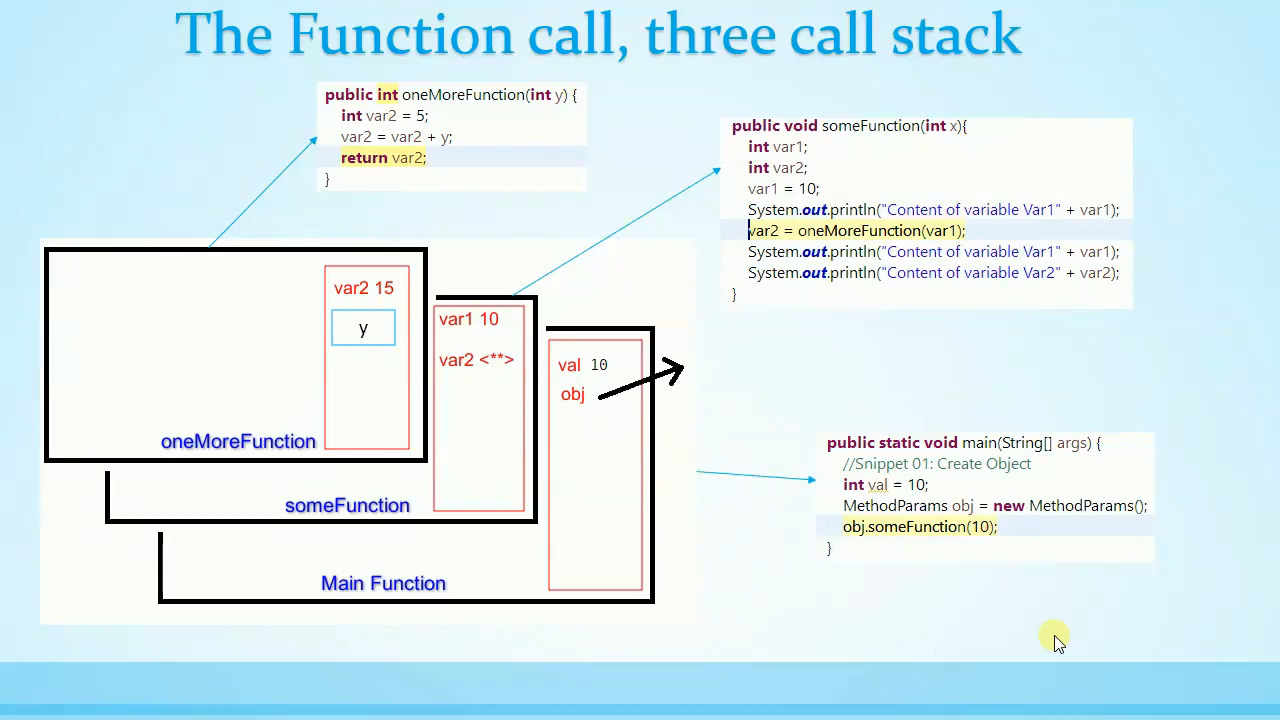 The Function call, three call stack
public int oneMoreFunction(int y) {
int var2 = 5;
var2 = var2 + y;
return var2;
}
public void someFunction(int x){
int var1;
int var2;
var1 = 10;
System.out.println("Content of variable Var1" + var1);
var2 = oneMoreFunction(var1);
System.out.println("Content of variable Var1" + var1);
System.out.println("Content of variable Var2" + var2);
}
var2 15
y
oneMoreFunction
var1 10
var2 <**>
someFunction
val 10
obj
Main Function
public static void main(String[] args) {
//Snippet 01: Create Object
int val = 10;
MethodParams obj = new MethodParams();
obj.someFunction(10);
}